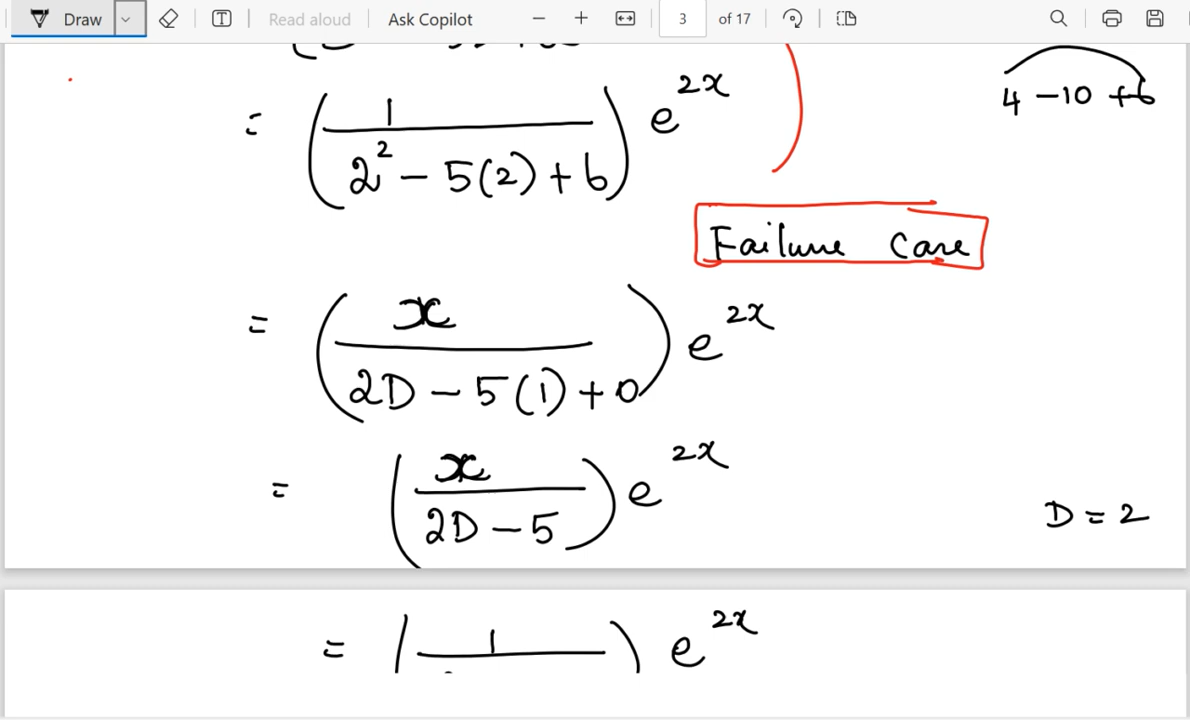 Draw Read aloud Ask Copilot 3 of 17
= ( 1 / 2² - 5(2) + 6 ) e^2x
4 -10 +6
Failure Case
= ( x / 2D - 5(1) + 0 ) e^2x
= ( x / 2D - 5 ) e^2x
D = 2
= ( 1 ) e^2x